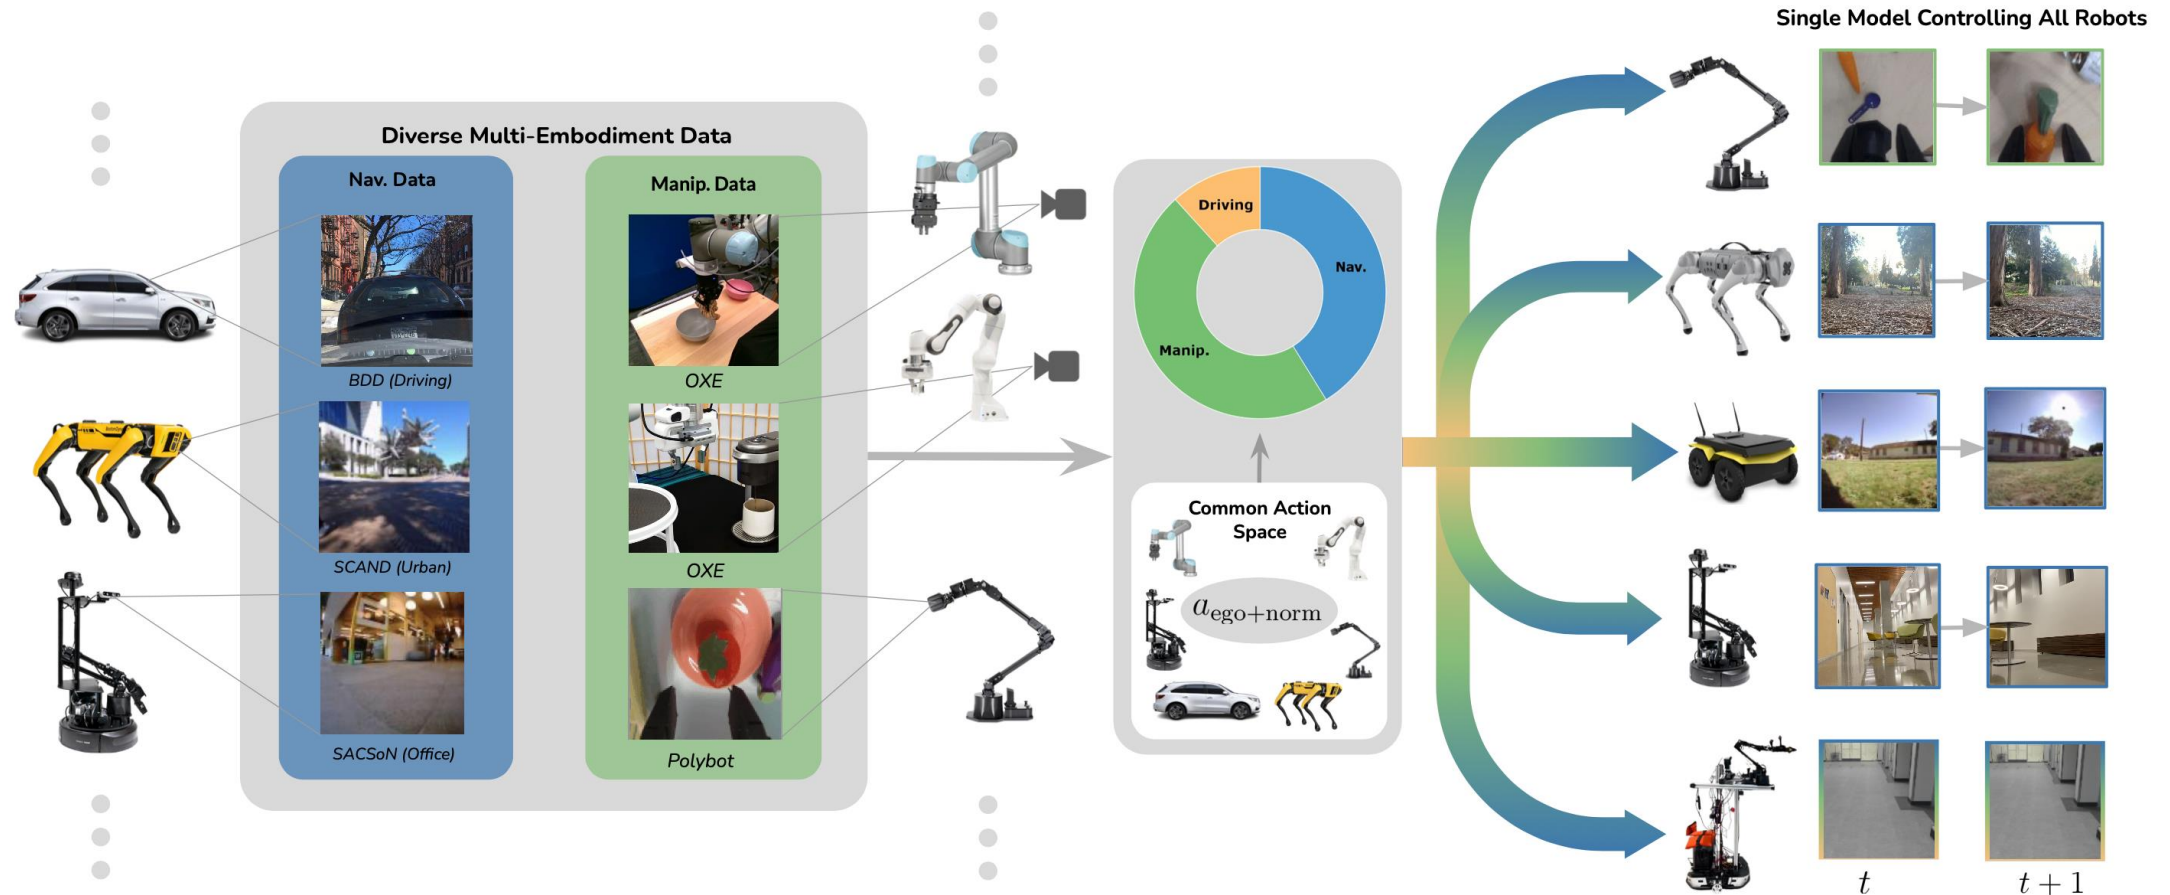 Single Model Controlling All Robots
Diverse Multi-Embodiment Data
Nav. Data
Manip. Data
BDD (Driving)
OXE
SCAND (Urban)
OXE
SACSoN (Office)
Polybot
Driving
Nav.
Manip.
Common Action
Space
a_ego+norm
t
t + 1